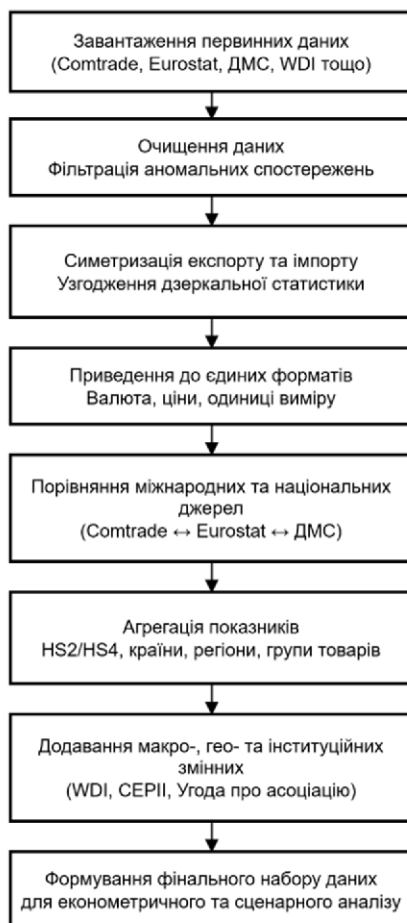 Завантаження первинних даних
(Comtrade, Eurostat, ДМС, WDI тощо)
Очищення даних
Фільтрація аномальних спостережень
Симетризація експорту та імпорту
Узгодження дзеркальної статистики
Приведення до єдиних форматів
Валюта, ціни, одиниці виміру
Порівняння міжнародних та національних
джерел
(Comtrade ↔ Eurostat ↔ ДМС)
Агрегація показників
HS2/HS4, країни, регіони, групи товарів
Додавання макро-, гео- та інституційних
змінних
(WDI, CEPII, Угода про асоціацію)
Формування фінального набору даних
для економетричного та сценарного аналізу